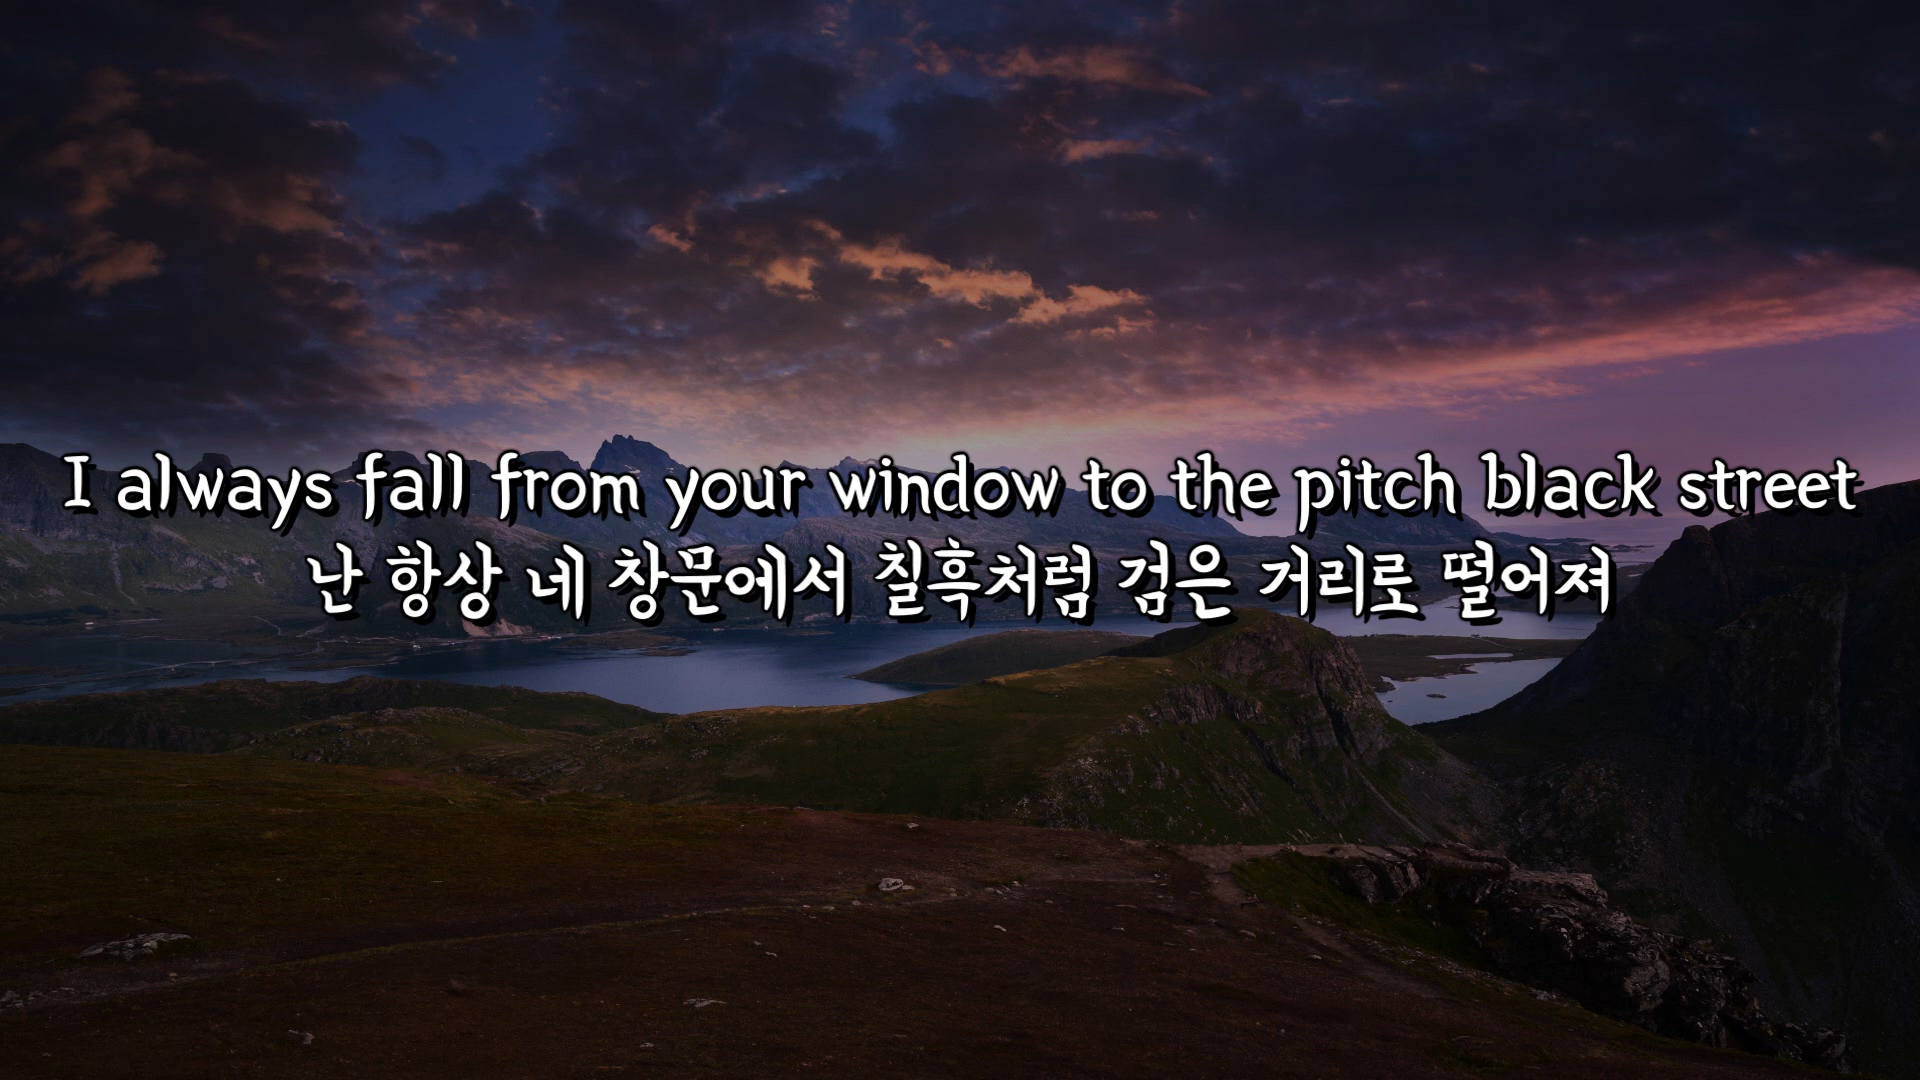 I always fall from your window to the pitch black street
난 항상 네 창문에서 칠흑처럼 검은 거리로 떨어져